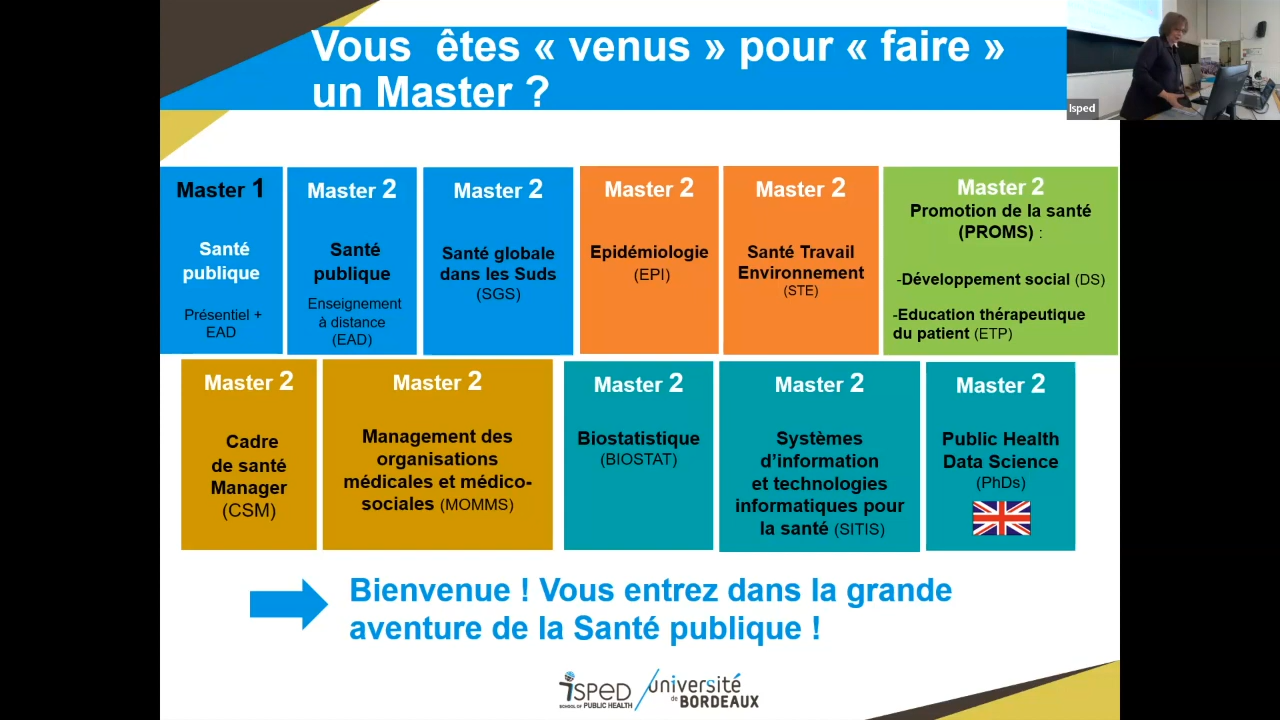 Vous êtes « venus » pour « faire »
un Master ?
Isped
Master 1
Santé
publique
Présentiel +
EAD
Master 2
Santé
publique
Enseignement
à distance
(EAD)
Master 2
Santé globale
dans les Suds
(SGS)
Master 2
Epidémiologie
(EPI)
Master 2
Santé Travail
Environnement
(STE)
Master 2
Promotion de la santé
(PROMS) :
-Développement social (DS)
-Education thérapeutique
du patient (ETP)
Master 2
Cadre
de santé
Manager
(CSM)
Master 2
Management des
organisations
médicales et médico-
sociales (MOMMS)
Master 2
Biostatistique
(BIOSTAT)
Master 2
Systèmes
d’information
et technologies
informatiques pour
la santé (SITIS)
Master 2
Public Health
Data Science
(PhDs)
Bienvenue ! Vous entrez dans la grande
aventure de la Santé publique !
isped
SCHOOL OF PUBLIC HEALTH
université
de BORDEAUX